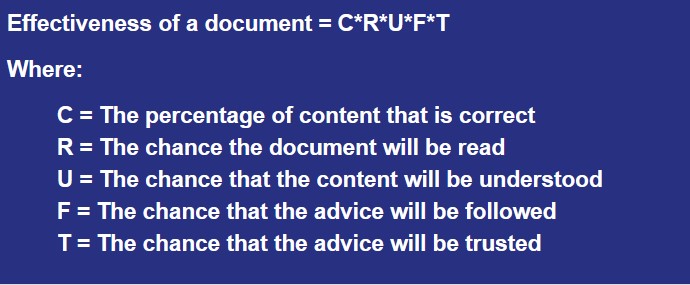 Effectiveness of a document = C*R*U*F*T
Where:
C = The percentage of content that is correct
R = The chance the document will be read
U = The chance that the content will be understood
F = The chance that the advice will be followed
T = The chance that the advice will be trusted